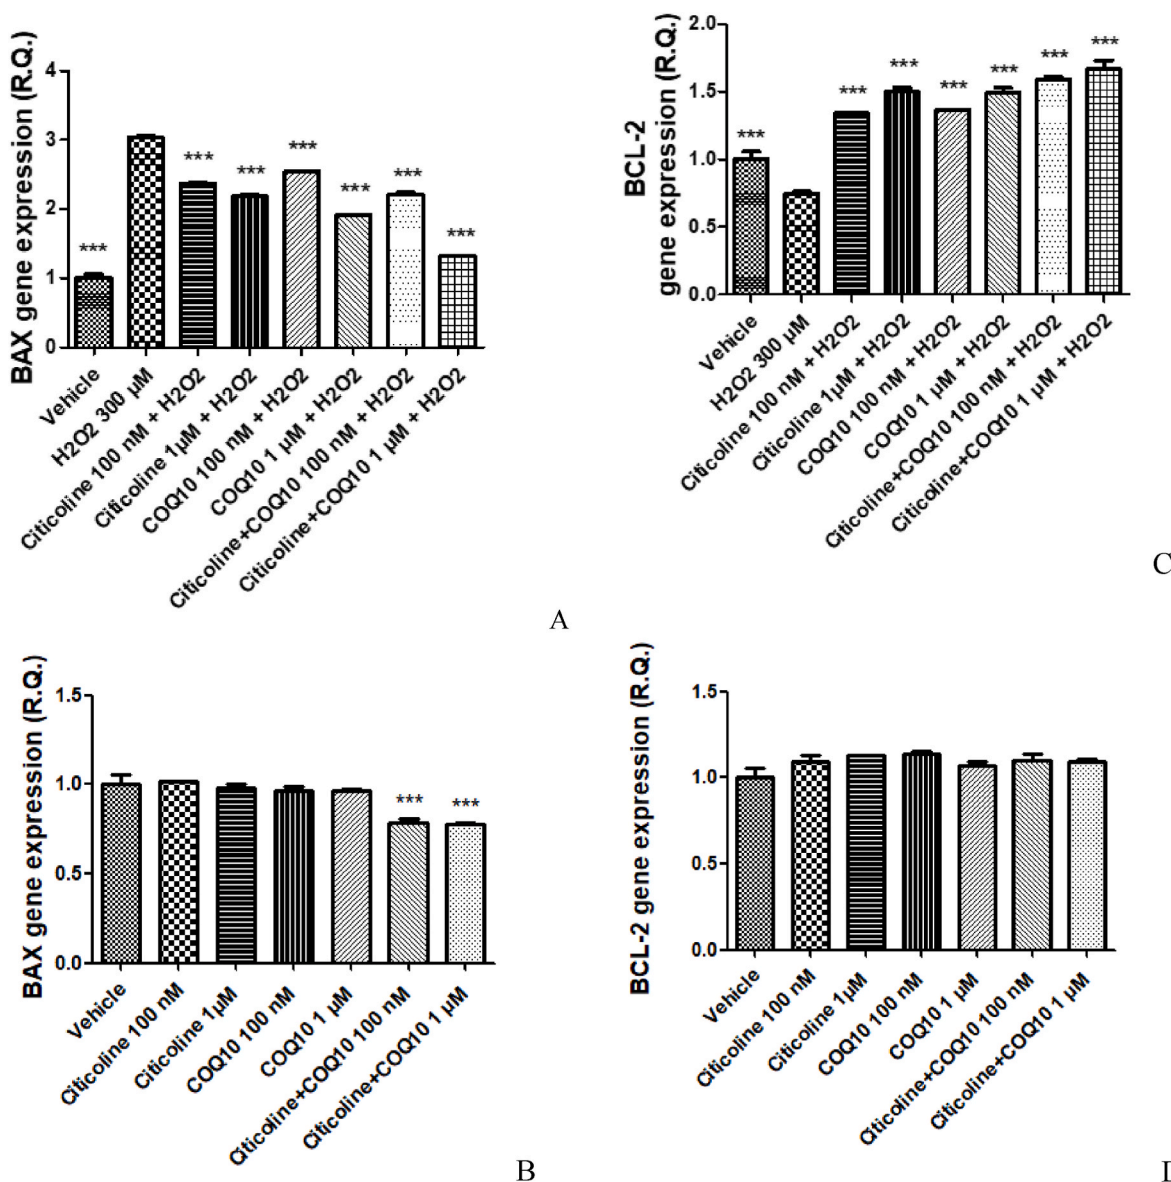 BAX gene expression (R.Q.)
4
3
2
1
0
***
***
***
***
***
***
***
Vehicle
H2O2 300 µM
Citicoline 100 nM + H2O2
Citicoline 1µM + H2O2
COQ10 100 nM + H2O2
COQ10 1 µM + H2O2
Citicoline+COQ10 100 nM + H2O2
Citicoline+COQ10 1 µM + H2O2
A
BCL-2
gene expression (R.Q.)
2.0
1.5
1.0
0.5
0.0
***
***
***
***
***
***
***
Vehicle
H2O2 300 µM
Citicoline 100 nM + H2O2
Citicoline 1µM + H2O2
COQ10 100 nM + H2O2
COQ10 1 µM + H2O2
Citicoline+COQ10 100 nM + H2O2
Citicoline+COQ10 1 µM + H2O2
C
BAX gene expression (R.Q.)
1.5
1.0
0.5
0.0
***
***
Vehicle
Citicoline 100 nM
Citicoline 1µM
COQ10 100 nM
COQ10 1 µM
Citicoline+COQ10 100 nM
Citicoline+COQ10 1 µM
B
BCL-2 gene expression (R.Q.)
1.5
1.0
0.5
0.0
Vehicle
Citicoline 100 nM
Citicoline 1µM
COQ10 100 nM
COQ10 1 µM
Citicoline+COQ10 100 nM
Citicoline+COQ10 1 µM
D